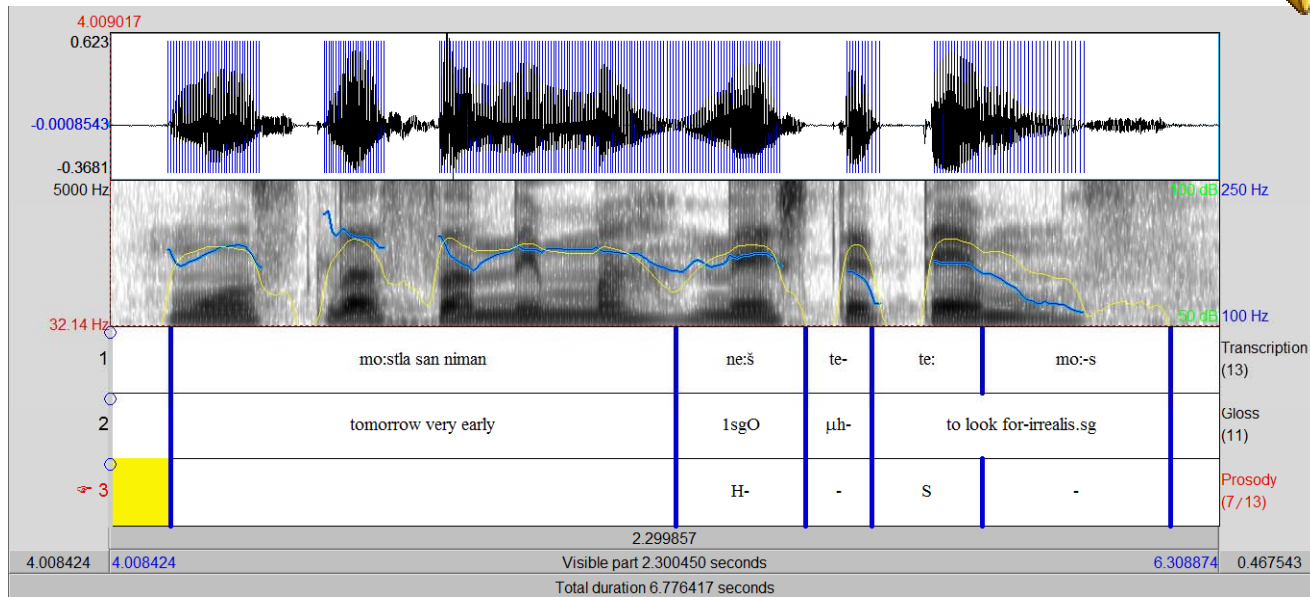 4.009017
0.623
-0.0008543
-0.3681
5000 Hz 100 dB 250 Hz
32.14 Hz 50 dB 100 Hz
1 mo:stla san niman ne:š te- te: mo:-s Transcription (13)
2 tomorrow very early 1sgO μh- to look for-irrealis.sg Gloss (11)
☞ 3 H- - S - Prosody (7/13)
2.299857
4.008424 4.008424 Visible part 2.300450 seconds 6.308874 0.467543
Total duration 6.776417 seconds